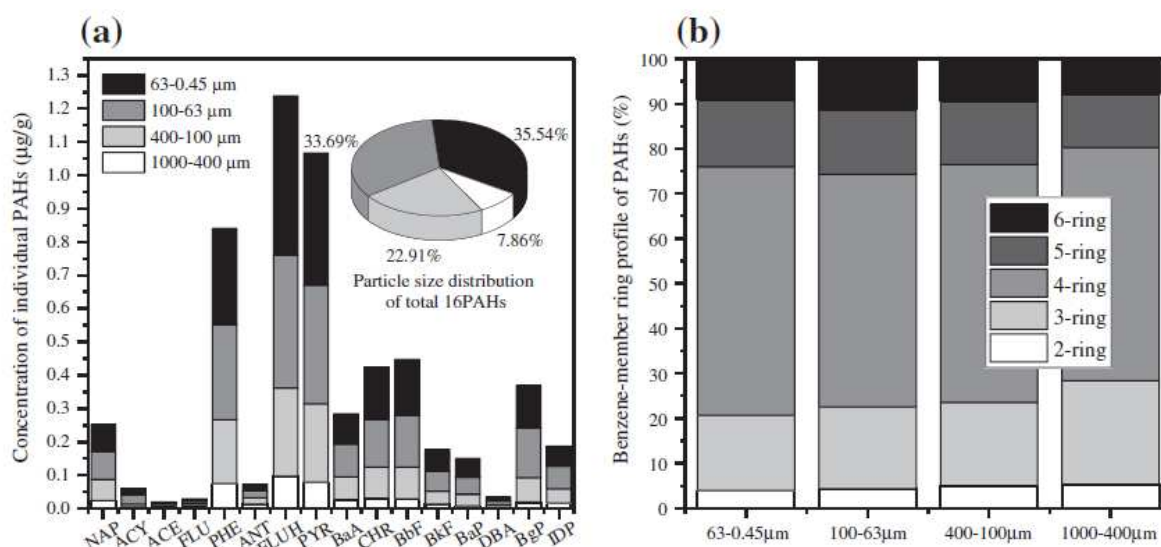 (a)
Concentration of individual PAHs (μg/g)
1.3
1.2
1.1
1.0
0.9
0.8
0.7
0.6
0.5
0.4
0.3
0.2
0.1
0.0
63-0.45 μm
100-63 μm
400-100 μm
1000-400 μm
33.69%
35.54%
22.91%
7.86%
Particle size distribution
of total 16PAHs
NAP
ACY
ACE
FLU
PHE
ANT
FLUH
PYR
BaA
CHR
BbF
BkF
BaP
DBA
BgP
IDP
(b)
Benzene-member ring profile of PAHs (%)
100
90
80
70
60
50
40
30
20
10
0
6-ring
5-ring
4-ring
3-ring
2-ring
63-0.45μm
100-63μm
400-100μm
1000-400μm